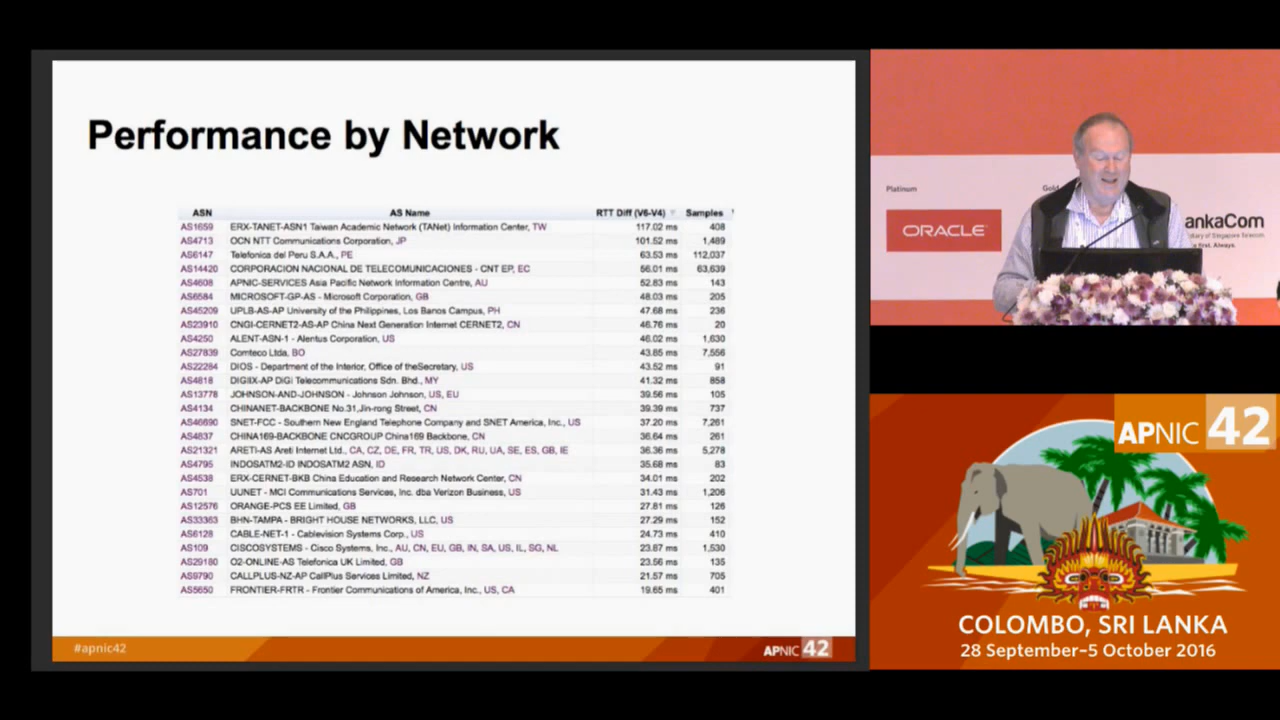 Performance by Network
ASN AS Name RTT Diff (V6-V4) Samples
AS1659 ERX-TANET-ASN1 Taiwan Academic Network (TANet) Information Center, TW 117.02 ms 408
AS4713 OCN NTT Communications Corporation, JP 101.52 ms 1,489
AS6147 Telefonica del Peru S.A.A., PE 63.53 ms 112,037
AS14420 CORPORACION NACIONAL DE TELECOMUNICACIONES - CNT EP, EC 56.01 ms 63,639
AS4608 APNIC-SERVICES Asia Pacific Network Information Centre, AU 52.83 ms 143
AS6584 MICROSOFT-GP-AS - Microsoft Corporation, GB 48.03 ms 205
AS45209 UPLB-AS-AP University of the Philippines, Los Banos Campus, PH 47.68 ms 236
AS23910 CNGI-CERNET2-AS-AP China Next Generation Internet CERNET2, CN 46.76 ms 20
AS4250 ALENT-ASN-1 - Alentus Corporation, US 46.02 ms 1,630
AS27839 Comteco Ltda, BO 43.85 ms 7,556
AS22284 DIOS - Department of the Interior, Office of theSecretary, US 43.52 ms 91
AS4818 DIGIIX-AP DiGi Telecommunications Sdn. Bhd., MY 41.32 ms 858
AS13778 JOHNSON-AND-JOHNSON - Johnson Johnson, US, EU 39.56 ms 105
AS4134 CHINANET-BACKBONE No.31,Jin-rong Street, CN 39.39 ms 737
AS46690 SNET-FCC - Southern New England Telephone Company and SNET America, Inc., US 37.20 ms 7,261
AS4837 CHINA169-BACKBONE CNCGROUP China169 Backbone, CN 36.64 ms 261
AS21321 ARETI-AS Areti Internet Ltd., CA, CZ, DE, FR, TR, US, DK, RU, UA, SE, ES, GB, IE 36.36 ms 5,278
AS4795 INDOSATM2-ID INDOSATM2 ASN, ID 35.68 ms 83
AS4538 ERX-CERNET-BKB China Education and Research Network Center, CN 34.01 ms 202
AS701 UUNET - MCI Communications Services, Inc. dba Verizon Business, US 31.43 ms 1,206
AS12576 ORANGE-PCS EE Limited, GB 27.81 ms 126
AS33363 BHN-TAMPA - BRIGHT HOUSE NETWORKS, LLC, US 27.29 ms 152
AS6128 CABLE-NET-1 - Cablevision Systems Corp., US 24.73 ms 410
AS109 CISCOSYSTEMS - Cisco Systems, Inc., AU, CN, EU, GB, IN, SA, US, IL, SG, NL 23.87 ms 1,530
AS29180 O2-ONLINE-AS Telefonica UK Limited, GB 23.56 ms 135
AS9790 CALLPLUS-NZ-AP CallPlus Services Limited, NZ 21.57 ms 705
AS5650 FRONTIER-FRTR - Frontier Communications of America, Inc., US, CA 19.65 ms 401
#apnic42
APNIC 42
Platinum
Gold
ORACLE
ankaCom
APNIC 42
COLOMBO, SRI LANKA
28 September–5 October 2016